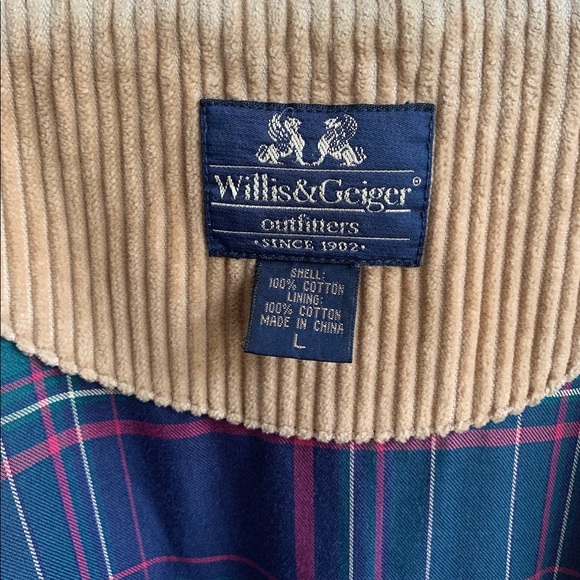 Willis&Geiger®
outfitters
•SINCE 1902•
SHELL:
100% COTTON
LINING:
100% COTTON
MADE IN CHINA
L